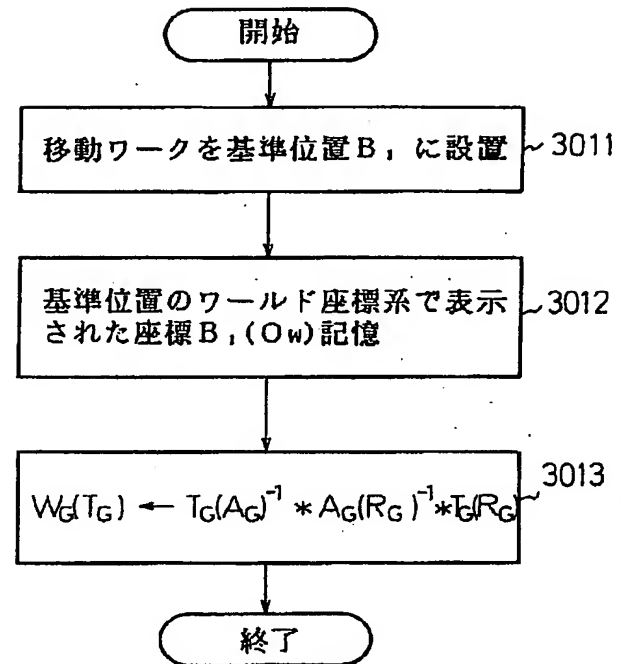 開始
移動ワークを基準位置B₁に設置
3011
基準位置のワールド座標系で表示
された座標B₁(Ow)記憶
3012
W_G(T_G) ← T_G(A_G)⁻¹ * A_G(R_G)⁻¹ * T_G(R_G)
3013
終了